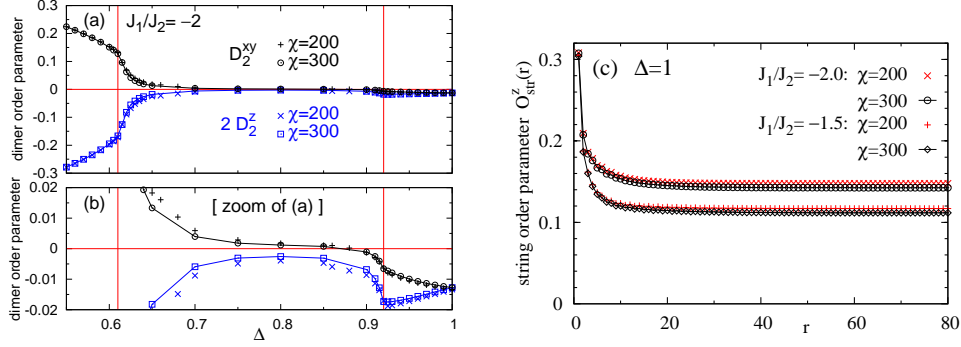 (a) J₁/J₂= −2
D₂ˣʸ χ=200
χ=300
2 D₂ᶻ χ=200
χ=300
dimer order parameter
0.3
0.2
0.1
0
-0.1
-0.2
-0.3
(b) [ zoom of (a) ]
dimer order parameter
0.02
0.01
0
-0.01
-0.02
0.6 0.7 0.8 0.9 1
Δ
(c) Δ=1
J₁/J₂= −2.0: χ=200
χ=300
J₁/J₂= −1.5: χ=200
χ=300
string order parameter Oᶻstr(r)
0.3
0.2
0.1
0
0 20 40 60 80
r